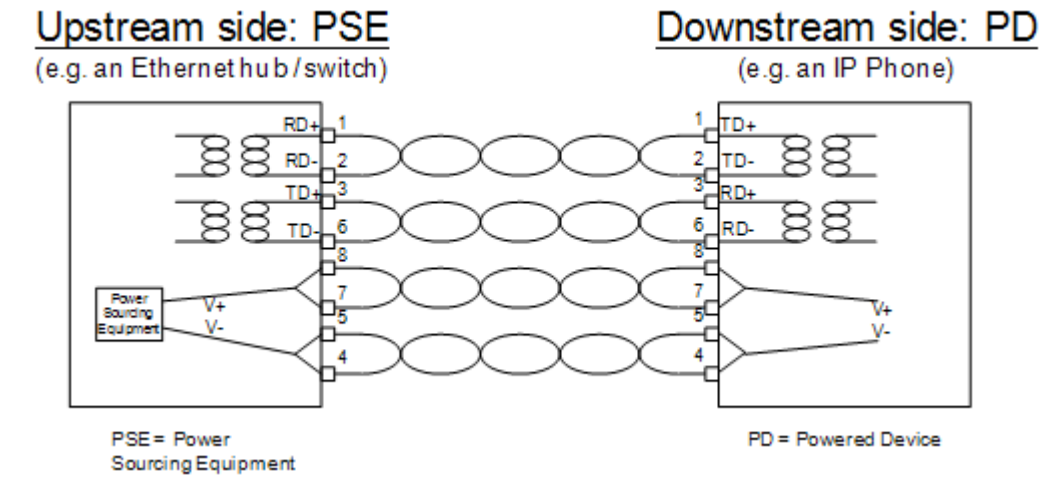 Upstream side: PSE
(e.g. an Ethernet hub/switch)
Downstream side: PD
(e.g. an IP Phone)
RD+ 1
RD- 2
TD+ 3
TD- 6
8
7
5
4
Power
Sourcing
Equipment
V+
V-
1 TD+
2 TD-
3 RD+
6 RD-
8
7
5
4
V+
V-
PSE = Power
Sourcing Equipment
PD = Powered Device